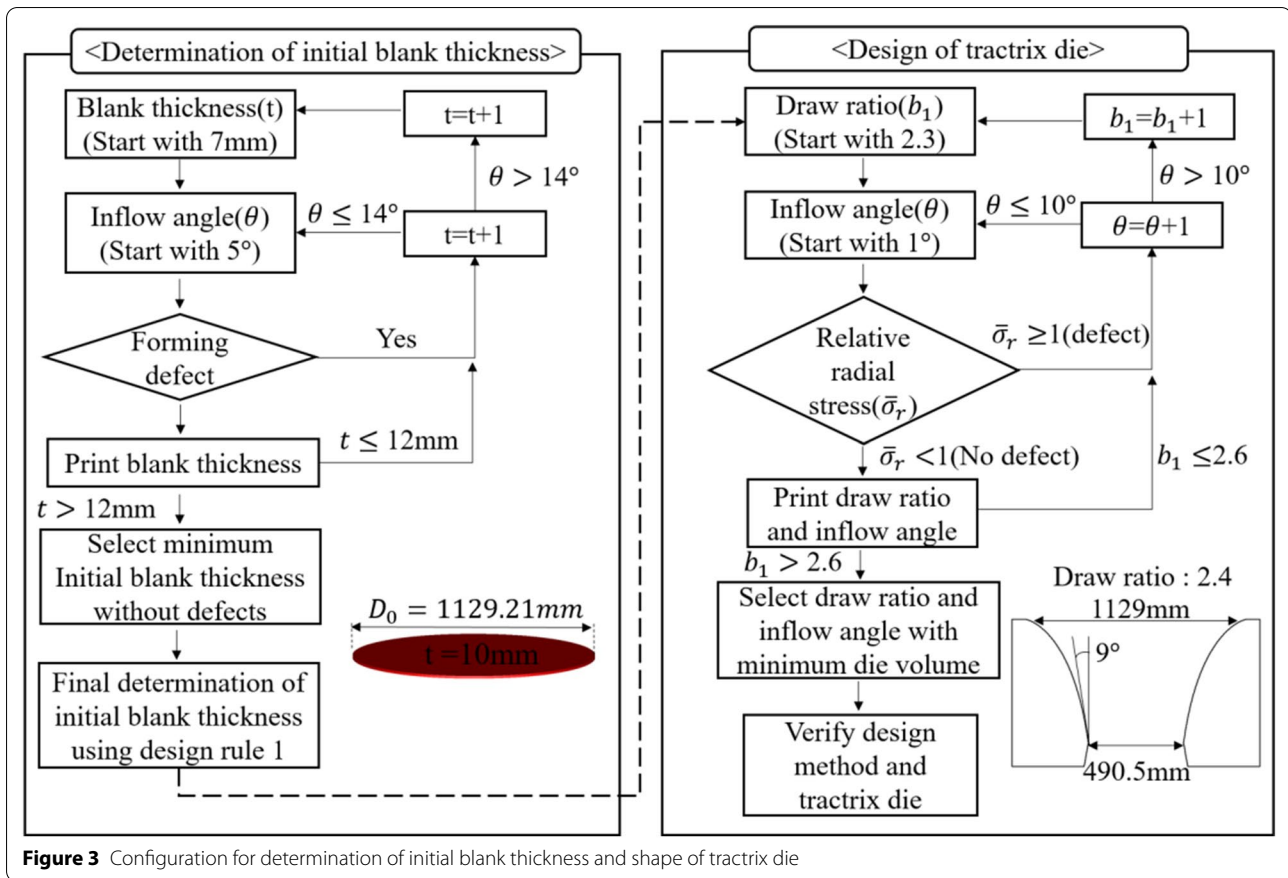 <Determination of initial blank thickness>
Blank thickness(t)
(Start with 7mm)
t=t+1
θ > 14°
Inflow angle(θ)
(Start with 5°)
θ ≤ 14°
t=t+1
Forming
defect
Yes
Print blank thickness
t ≤ 12mm
t > 12mm
Select minimum
Initial blank thickness
without defects
D₀ = 1129.21mm
t =10mm
Final determination of
initial blank thickness
using design rule 1
<Design of tractrix die>
Draw ratio(b₁)
(Start with 2.3)
b₁=b₁+1
θ > 10°
Inflow angle(θ)
(Start with 1°)
θ ≤ 10°
θ=θ+1
Relative
radial
stress(σ̄ᵣ)
σ̄ᵣ ≥1(defect)
σ̄ᵣ <1(No defect)
b₁ ≤2.6
Print draw ratio
and inflow angle
b₁ > 2.6
Select draw ratio and
inflow angle with
minimum die volume
Verify design
method and
tractrix die
Draw ratio : 2.4
1129mm
9°
490.5mm
Figure 3 Configuration for determination of initial blank thickness and shape of tractrix die